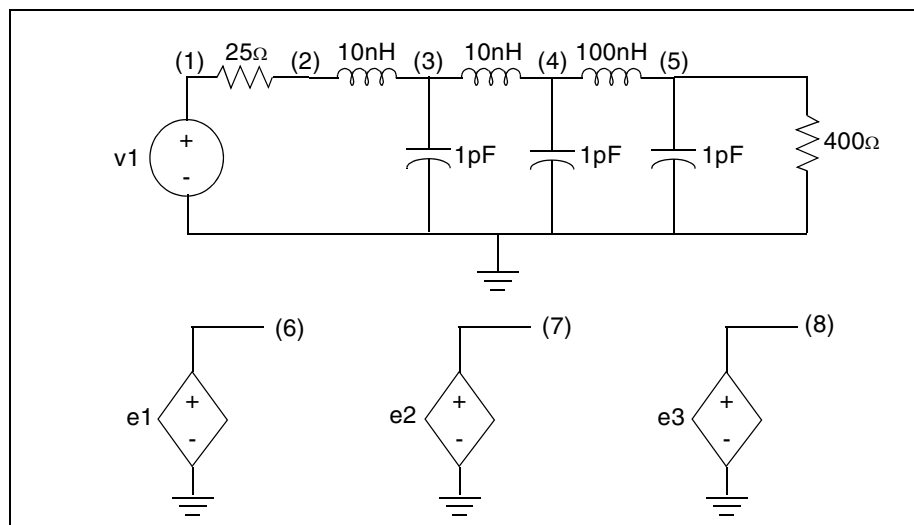 (1) 25Ω (2) 10nH (3) 10nH (4) 100nH (5)
v1 + - 1pF 1pF 1pF 400Ω
(6) (7) (8)
e1 + - e2 + - e3 + -